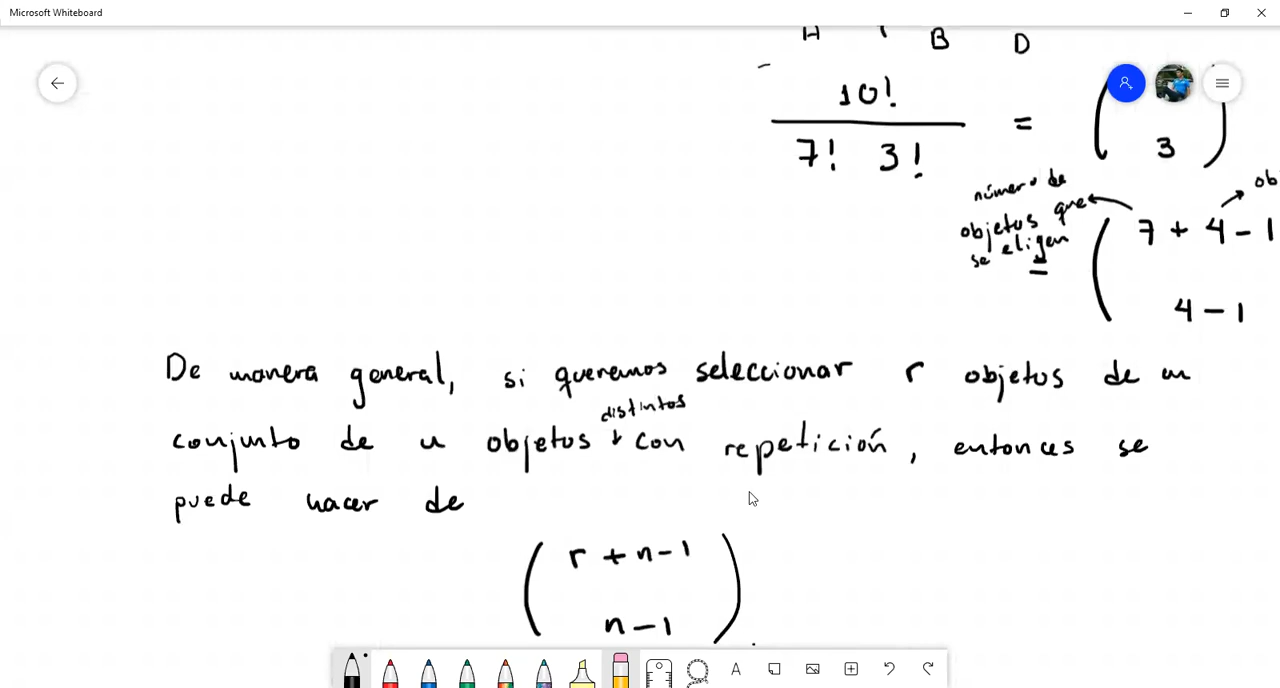 Microsoft Whiteboard
B D
10!
7! 3! = ( 3 )
número de
objetos que
se eligen
ob
( 7 + 4 - 1
4 - 1
De manera general, si queremos seleccionar r objetos de un
distintos
conjunto de n objetos ↓ con repetición, entonces se
puede hacer de
( r + n - 1
n - 1 ).
A